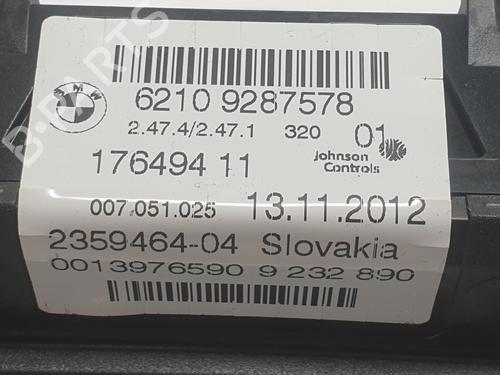 B-PARTS
BMW
6210 9287578
2.47.4/2.47.1 320 01
Johnson
Controls
176494 11
007.051.025 13.11.2012
2359464-04 Slovakia
0013976590 9 232 890